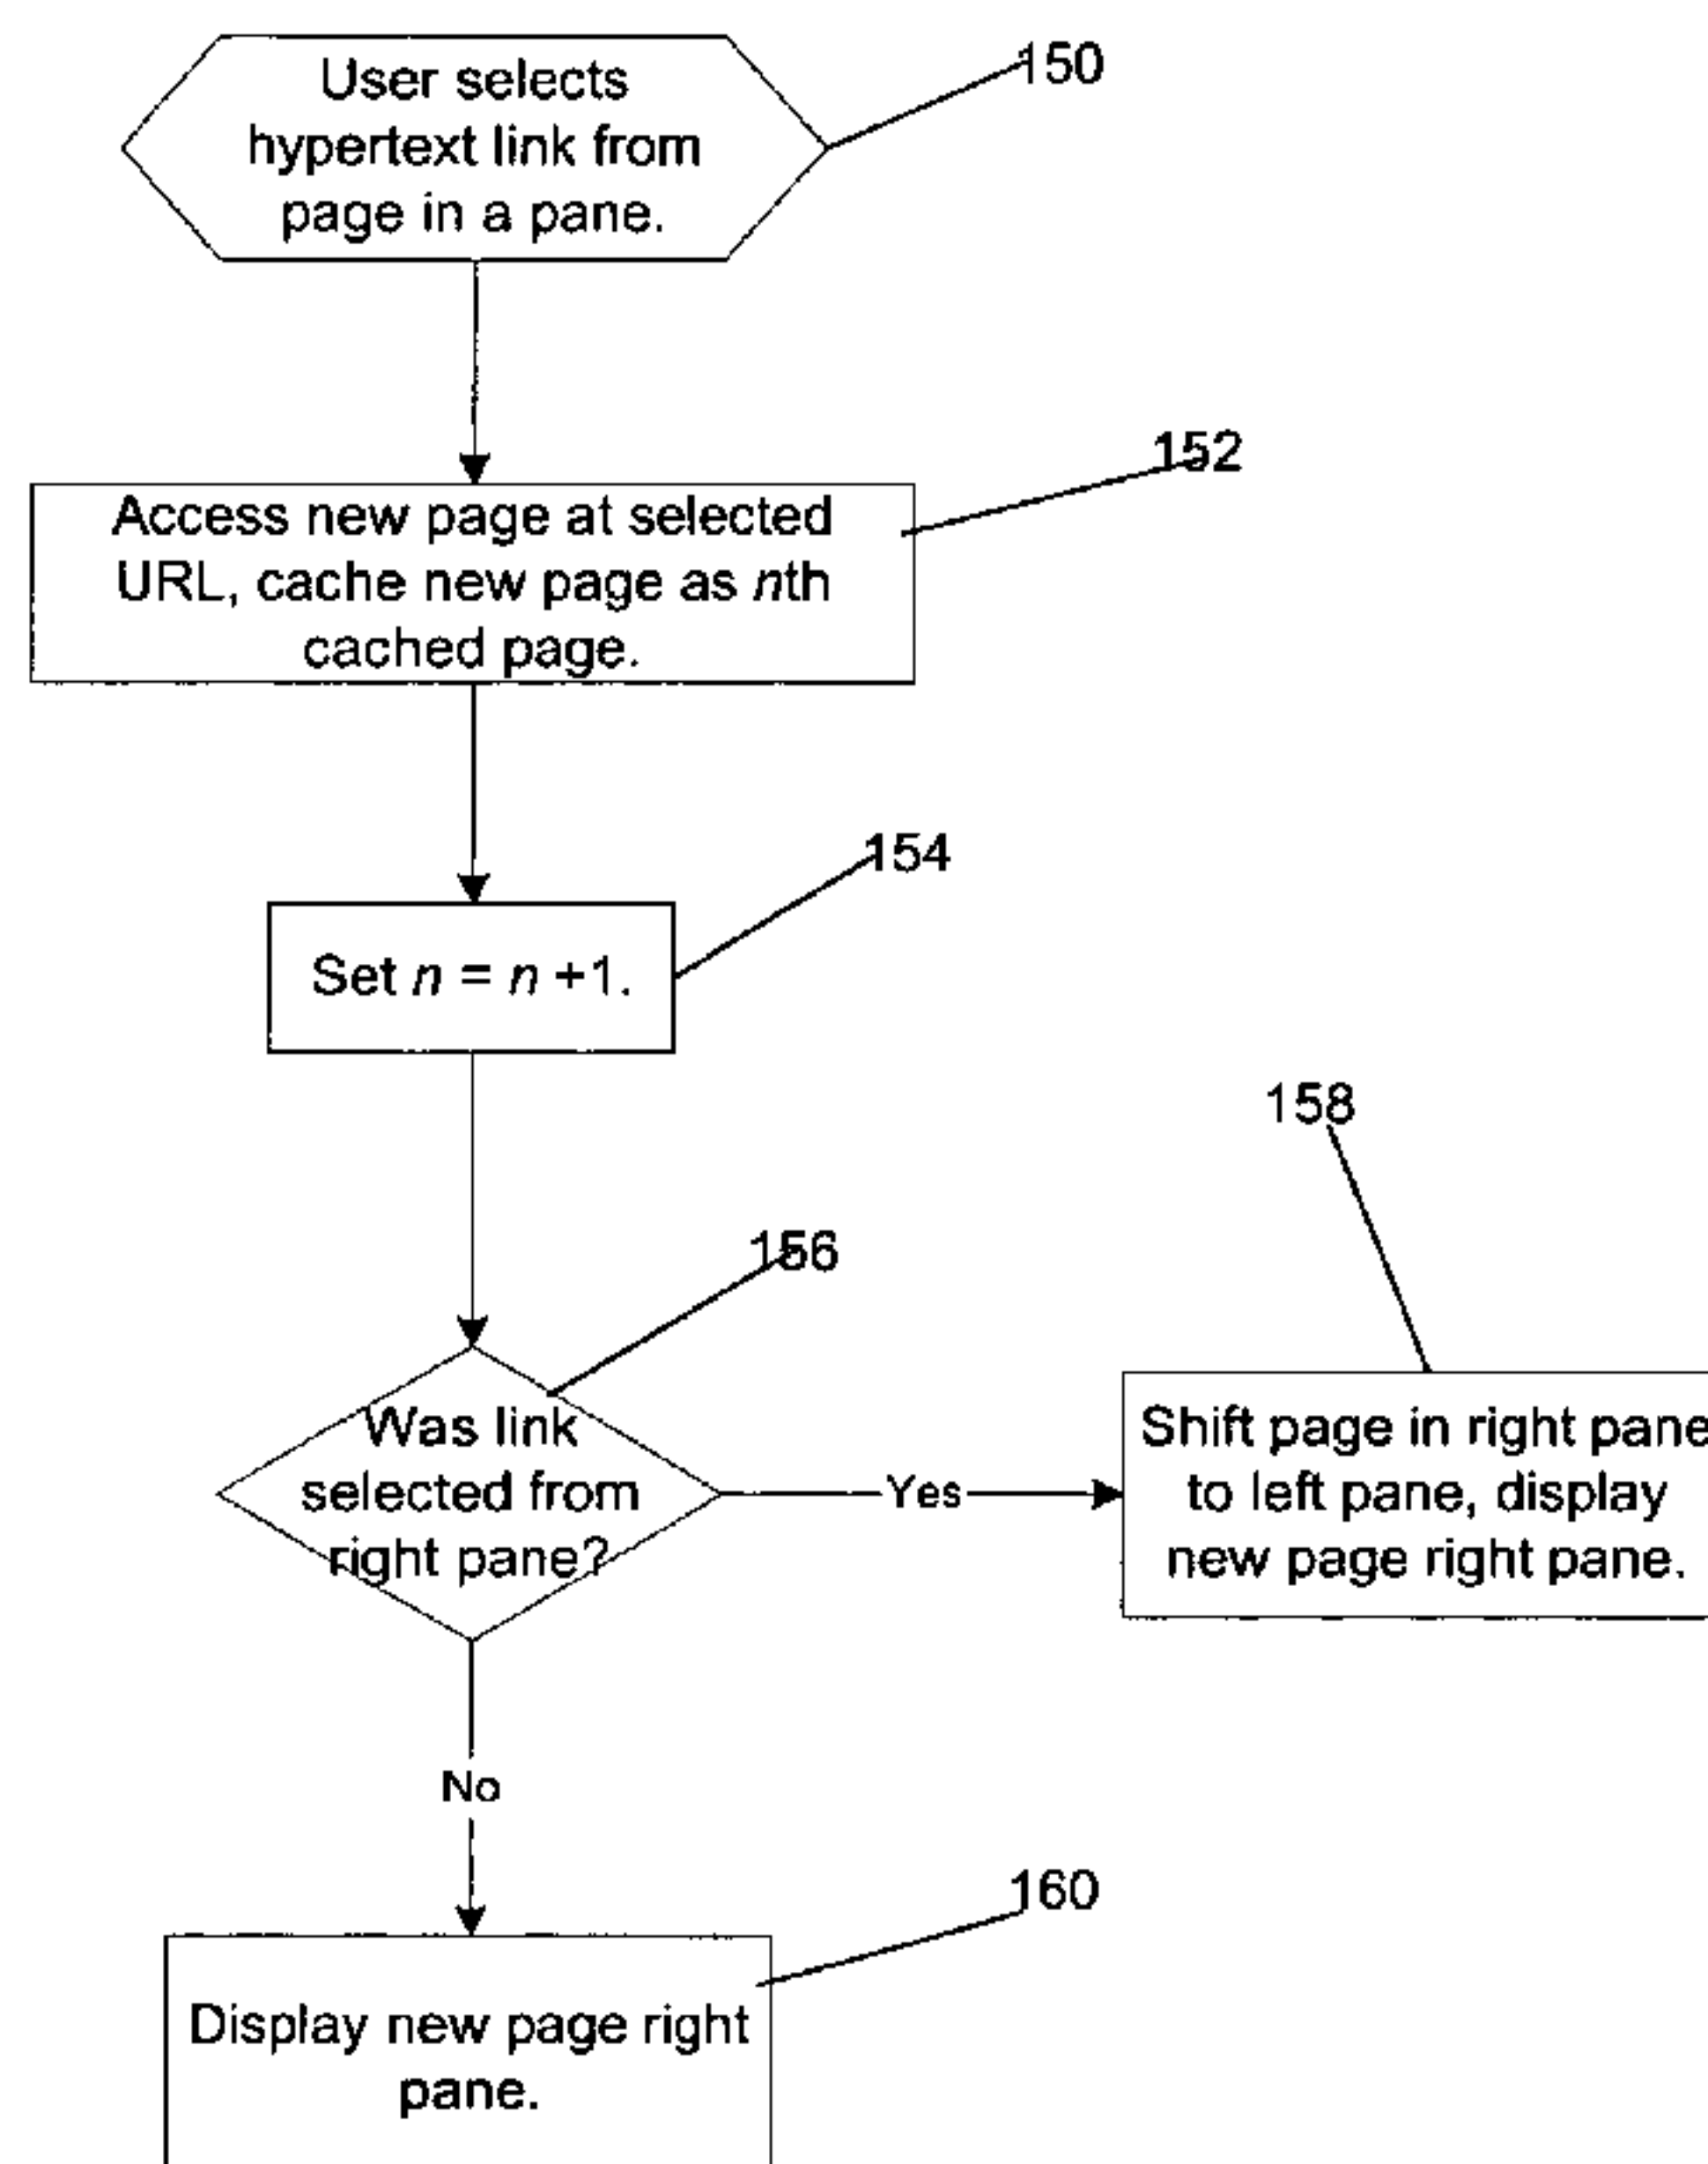 User selects
hypertext link from
page in a pane.
150
152
Access new page at selected
URL, cache new page as nth
cached page.
154
Set n = n +1.
158
156
Was link
selected from
right pane?
Yes
Shift page in right pane
to left pane, display
new page right pane.
No
160
Display new page right
pane.